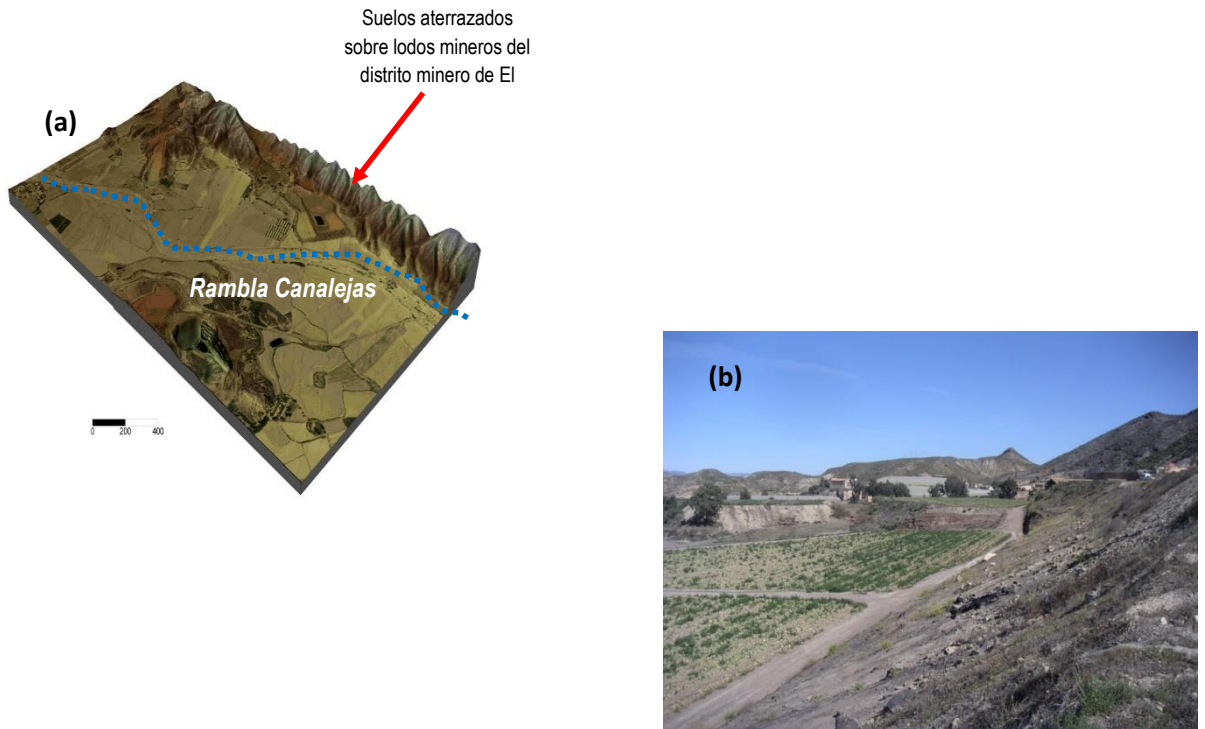 Suelos aterrazados
sobre lodos mineros del
distrito minero de El
(a)
Rambla Canalejas
0 200 400
(b)